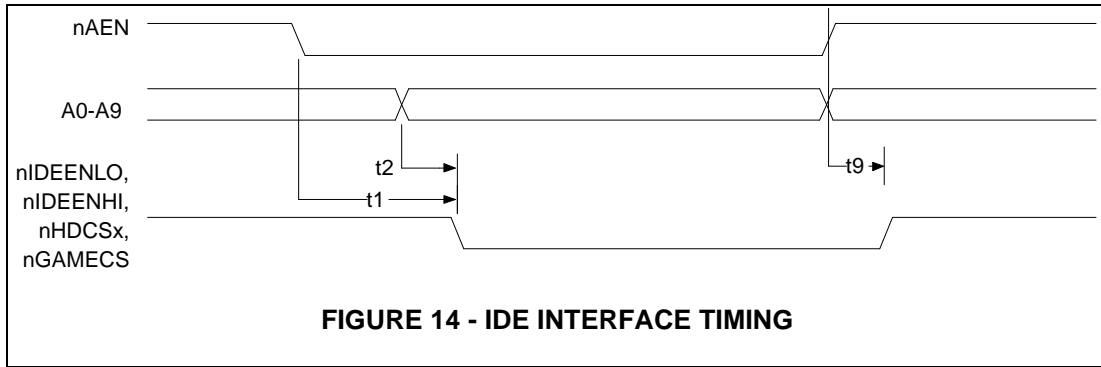 nAEN
A0-A9
t2
t9
nIDEENLO,
nIDEENHI,
t1
nHDCSx,
nGAMECS
FIGURE 14 - IDE INTERFACE TIMING